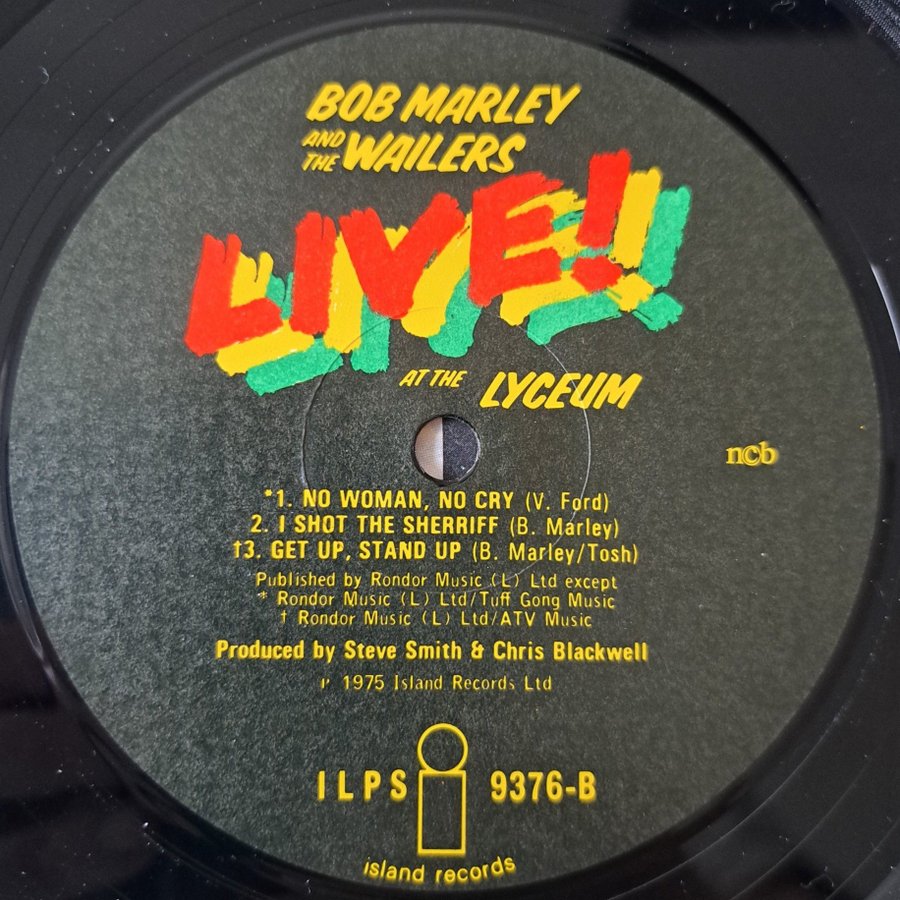 BOB MARLEY
AND THE WAILERS
LIVE!
AT THE LYCEUM
n©b
*1. NO WOMAN, NO CRY (V. Ford)
2. I SHOT THE SHERRIFF (B. Marley)
†3. GET UP, STAND UP (B. Marley/Tosh)
Published by Rondor Music (L) Ltd except
* Rondor Music (L) Ltd/Tuff Gong Music
† Rondor Music (L) Ltd/ATV Music
Produced by Steve Smith & Chris Blackwell
P 1975 Island Records Ltd
ILPS 9376-B
island records